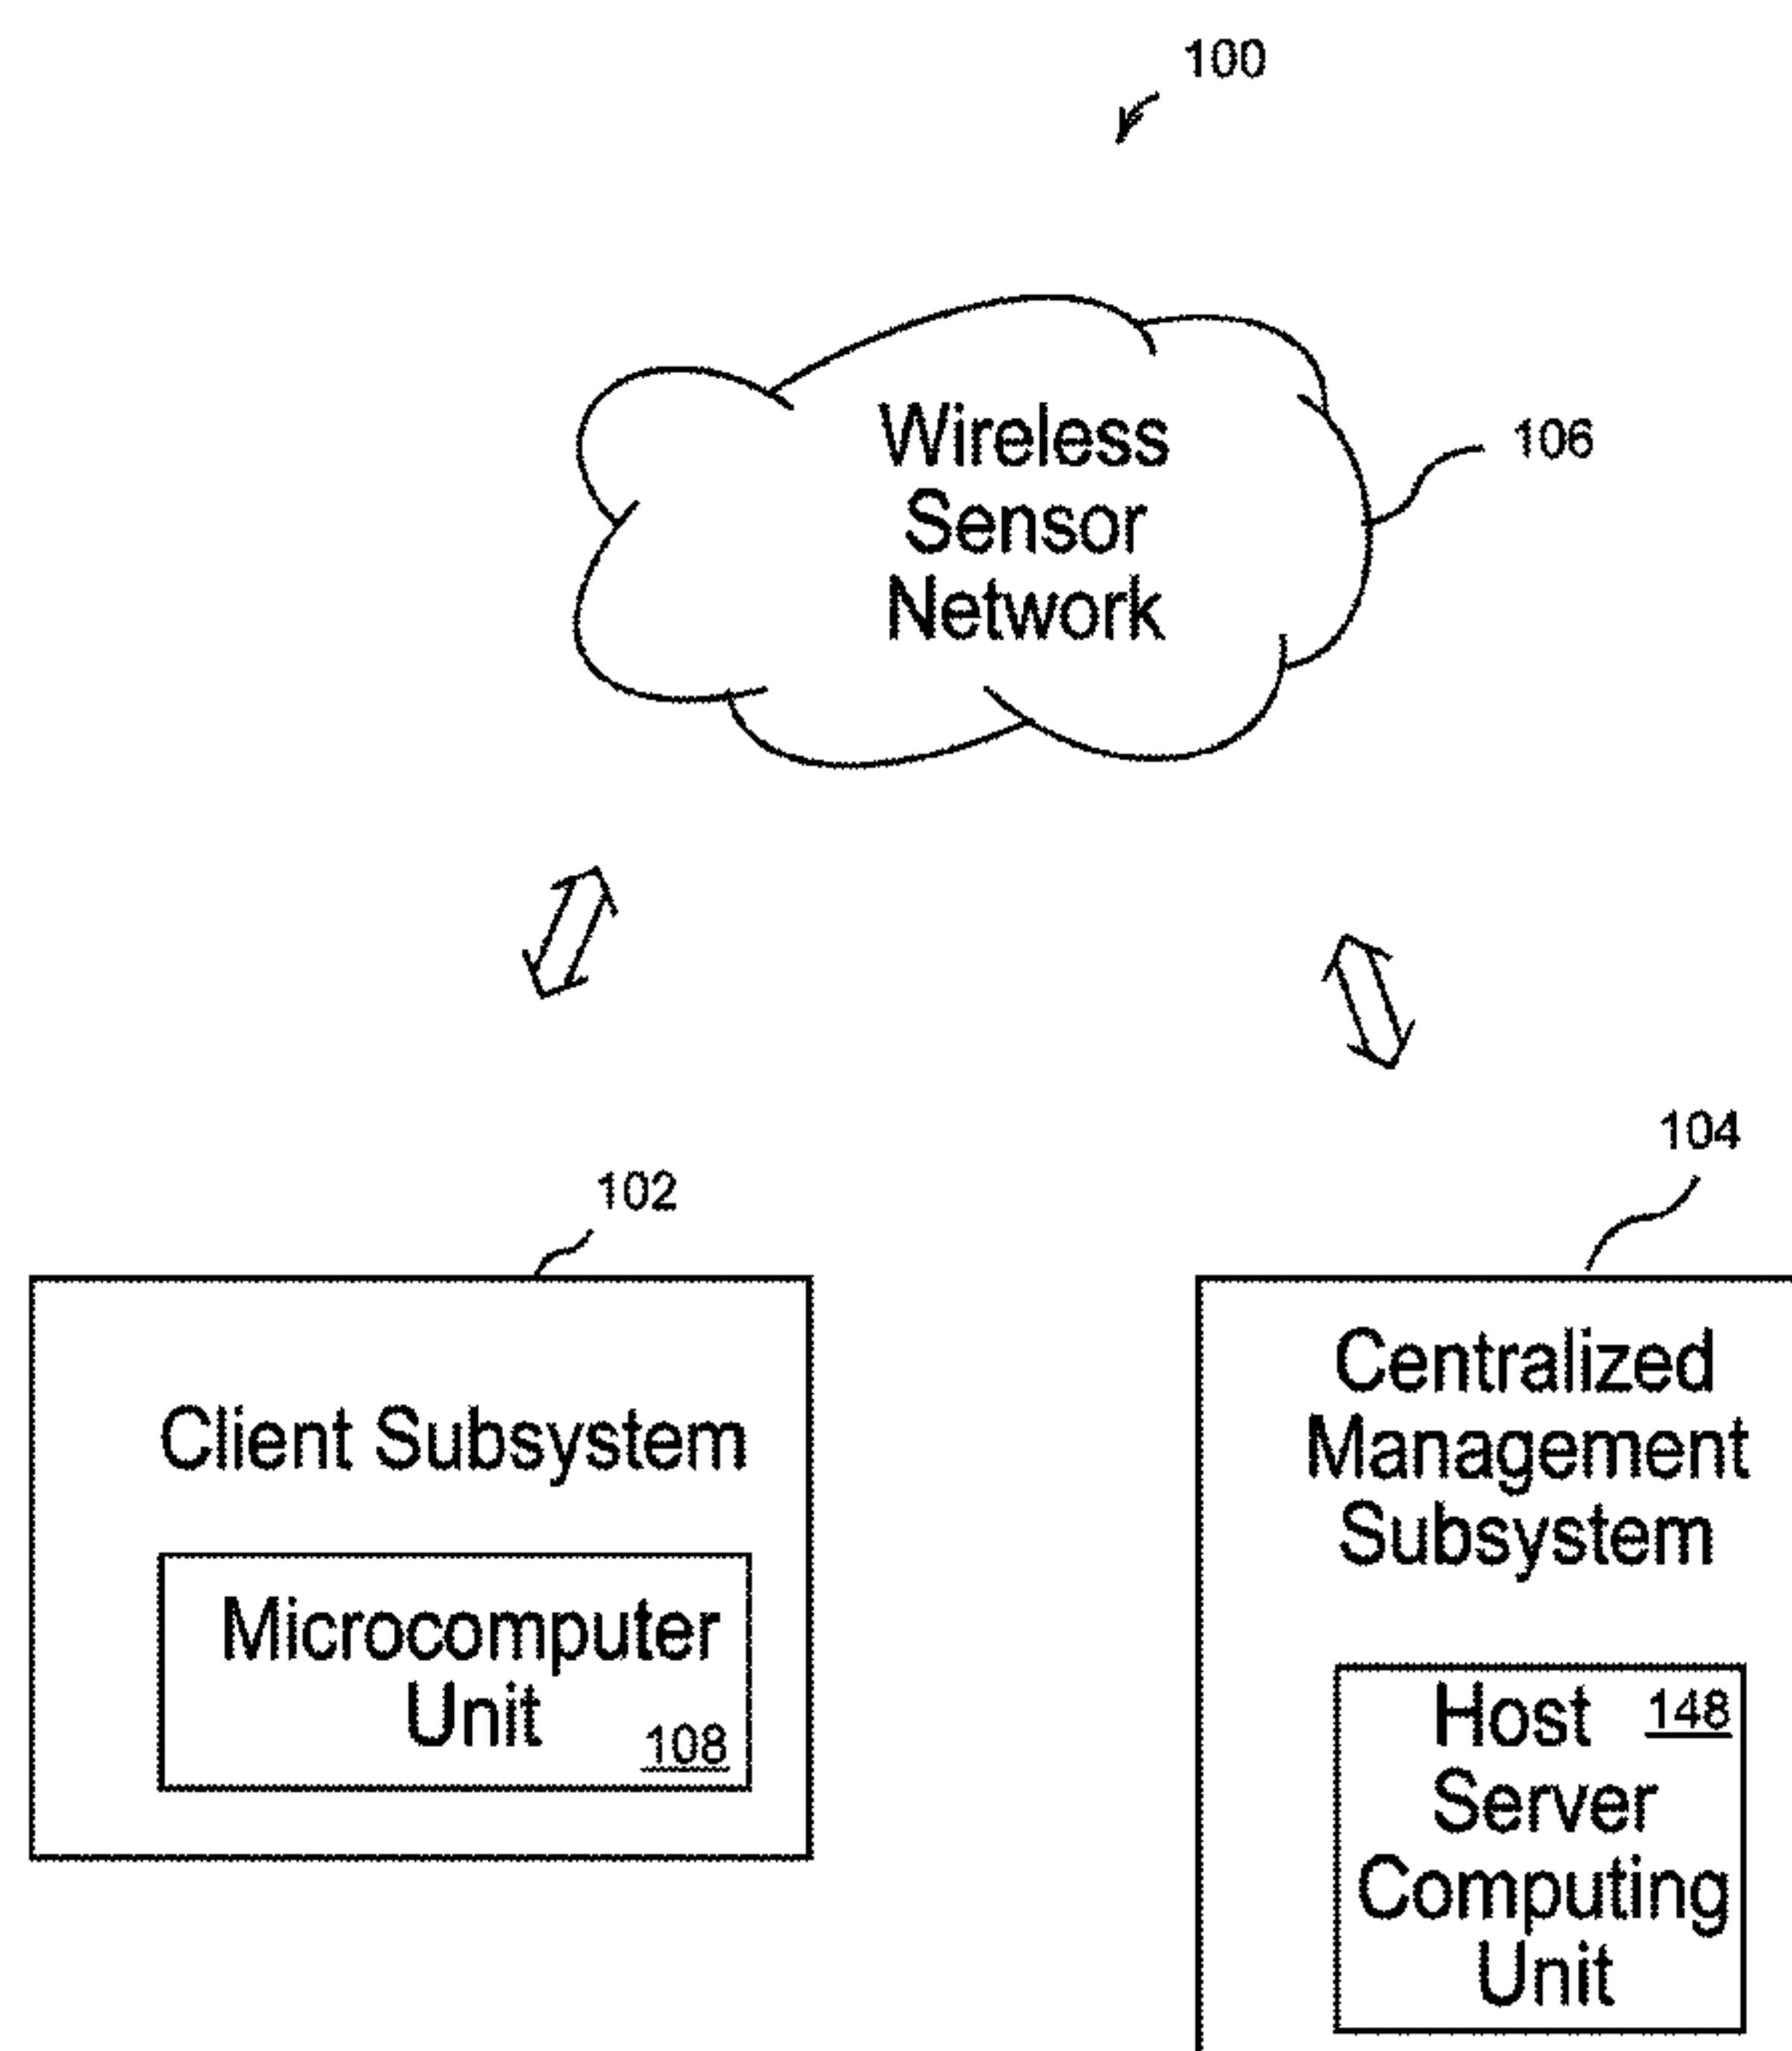 100
Wireless
Sensor
Network
106
104
102
Client Subsystem
Microcomputer
Unit
108
Centralized
Management
Subsystem
Host 148
Server
Computing
Unit